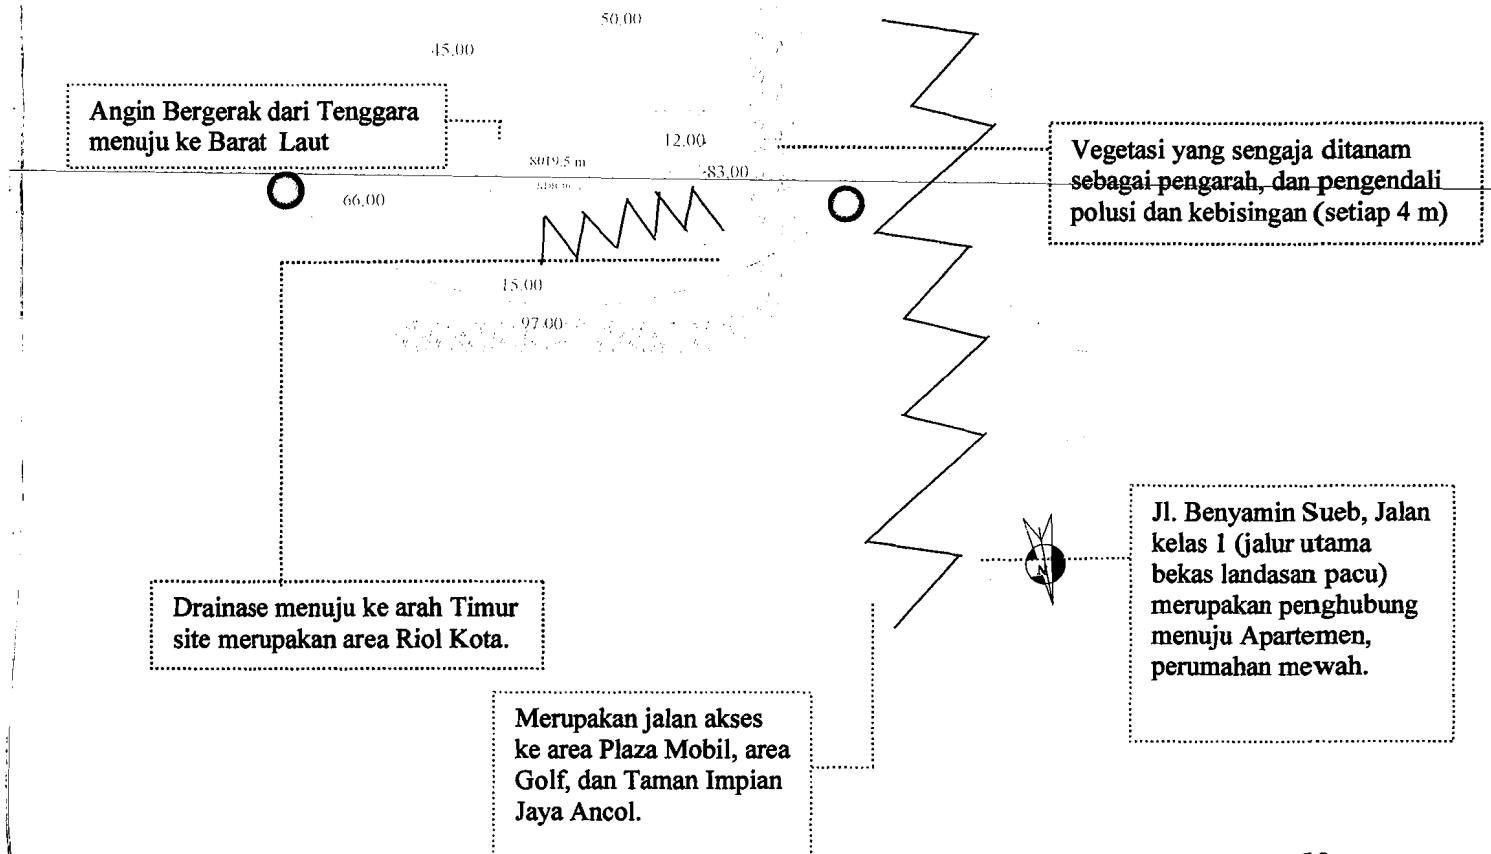 50.00
45.00
Angin Bergerak dari Tenggara
menuju ke Barat Laut
12.00
8019.5 m
83.00
66.00
Vegetasi yang sengaja ditanam
sebagai pengarah, dan pengendali
polusi dan kebisingan (setiap 4 m)
15.00
97.00
Jl. Benyamin Sueb, Jalan
kelas 1 (jalur utama
bekas landasan pacu)
merupakan penghubung
menuju Apartemen,
perumahan mewah.
N
Drainase menuju ke arah Timur
site merupakan area Riol Kota.
Merupakan jalan akses
ke area Plaza Mobil, area
Golf, dan Taman Impian
Jaya Ancol.